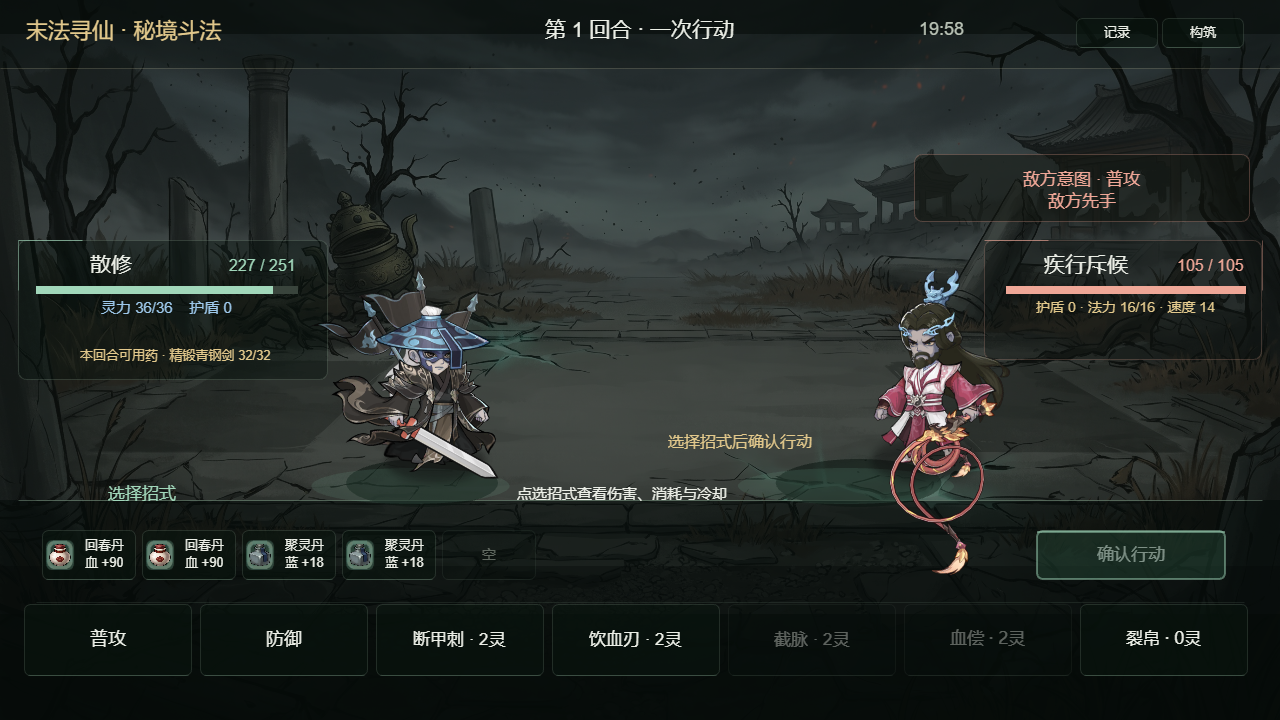 末法寻仙 · 秘境斗法
第 1 回合 · 一次行动
19:58
记录
构筑
敌方意图 · 普攻
敌方先手
散修
227 / 251
灵力 36/36 护盾 0
本回合可用药 · 精锻青钢剑 32/32
疾行斥候
105 / 105
护盾 0 · 法力 16/16 · 速度 14
选择招式后确认行动
选择招式
点选招式查看伤害、消耗与冷却
回春丹
血 +90
回春丹
血 +90
聚灵丹
蓝 +18
聚灵丹
蓝 +18
空
确认行动
普攻
防御
断甲刺 · 2灵
饮血刃 · 2灵
截脉 · 2灵
血偿 · 2灵
裂帛 · 0灵